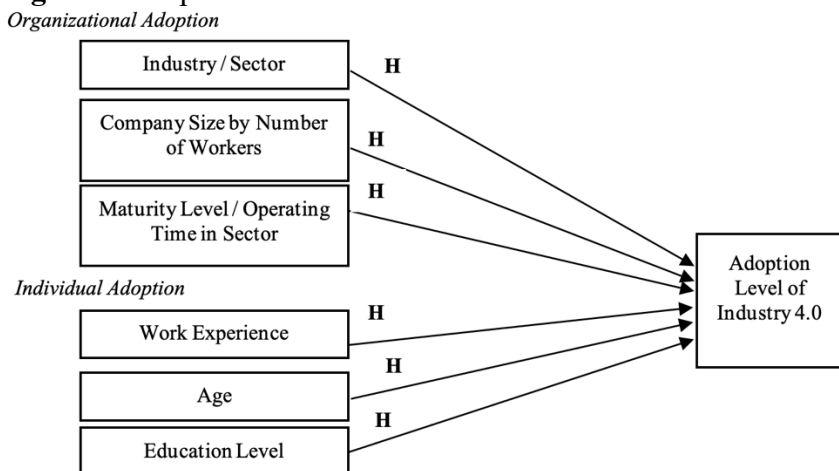 Organizational Adoption
Industry / Sector
H
Company Size by Number
of Workers
H
Maturity Level / Operating
Time in Sector
H
Individual Adoption
Work Experience
H
Age
H
Education Level
H
Adoption
Level of
Industry 4.0